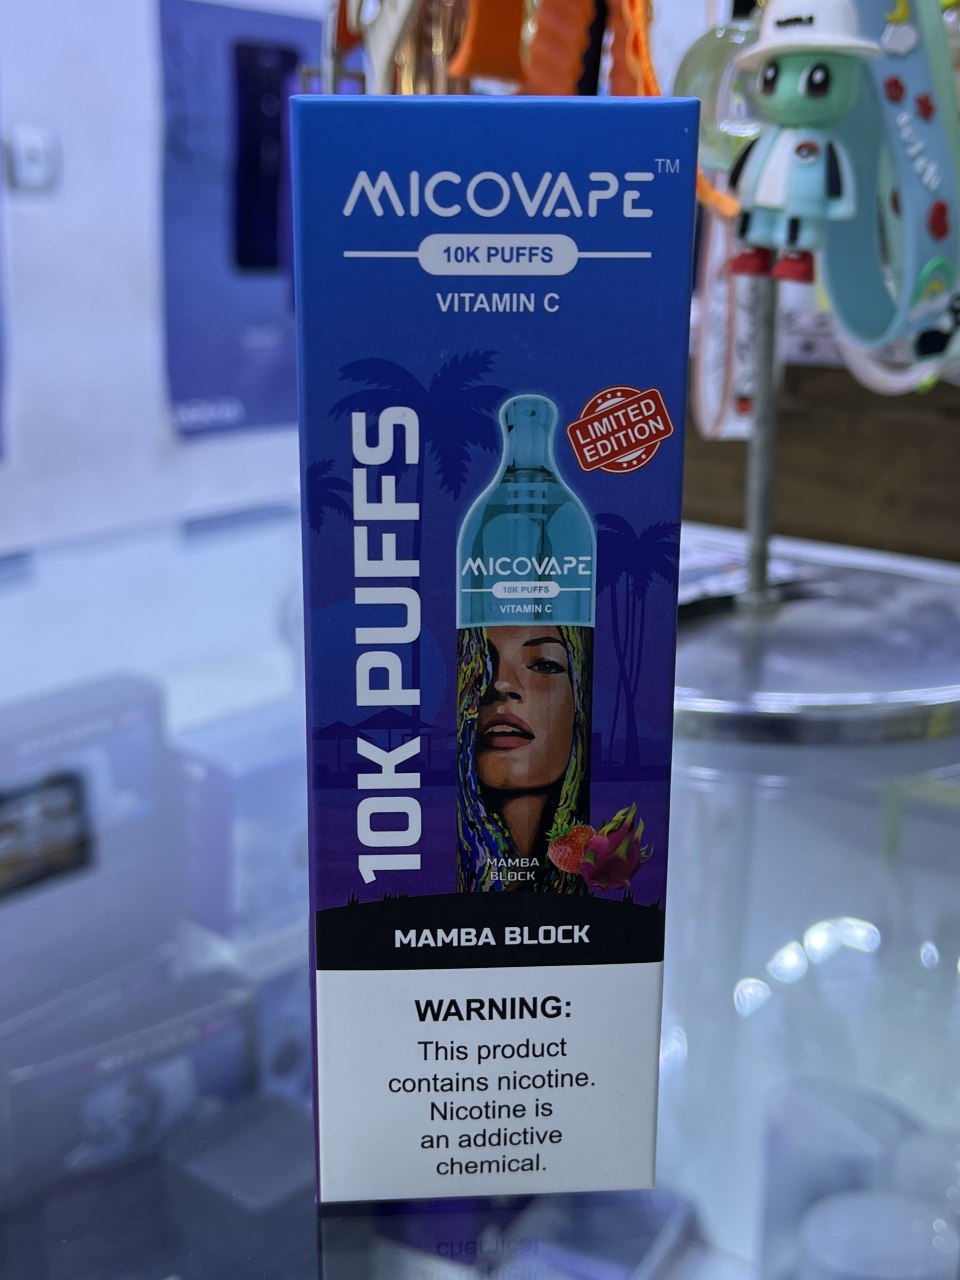 MICOVAPE™
10K PUFFS
VITAMIN C
LIMITED
EDITION
10K PUFFS
MICOVAPE
10K PUFFS
VITAMIN C
MAMBA
BLOCK
MAMBA BLOCK
WARNING:
This product
contains nicotine.
Nicotine is
an addictive
chemical.